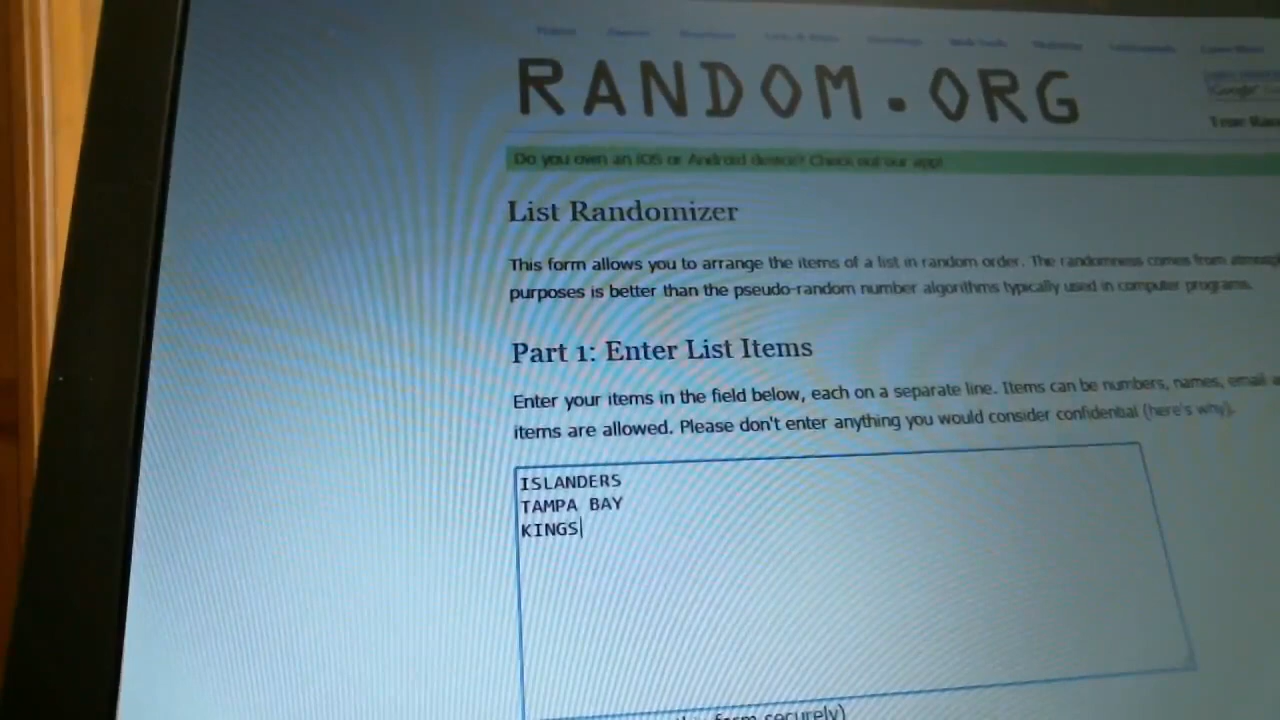 RANDOM.ORG
True
Do you own an iOS or Android device? Check out our app!
List Randomizer
This form allows you to arrange the items of a list in random order. The randomness comes from
purposes is better than the pseudo-random number algorithms typically used in computer programs.
Part 1: Enter List Items
Enter your items in the field below, each on a separate line. Items can be numbers, names, email
items are allowed. Please don't enter anything you would consider confidential (here's why).
ISLANDERS
TAMPA BAY
KINGS
form securely)